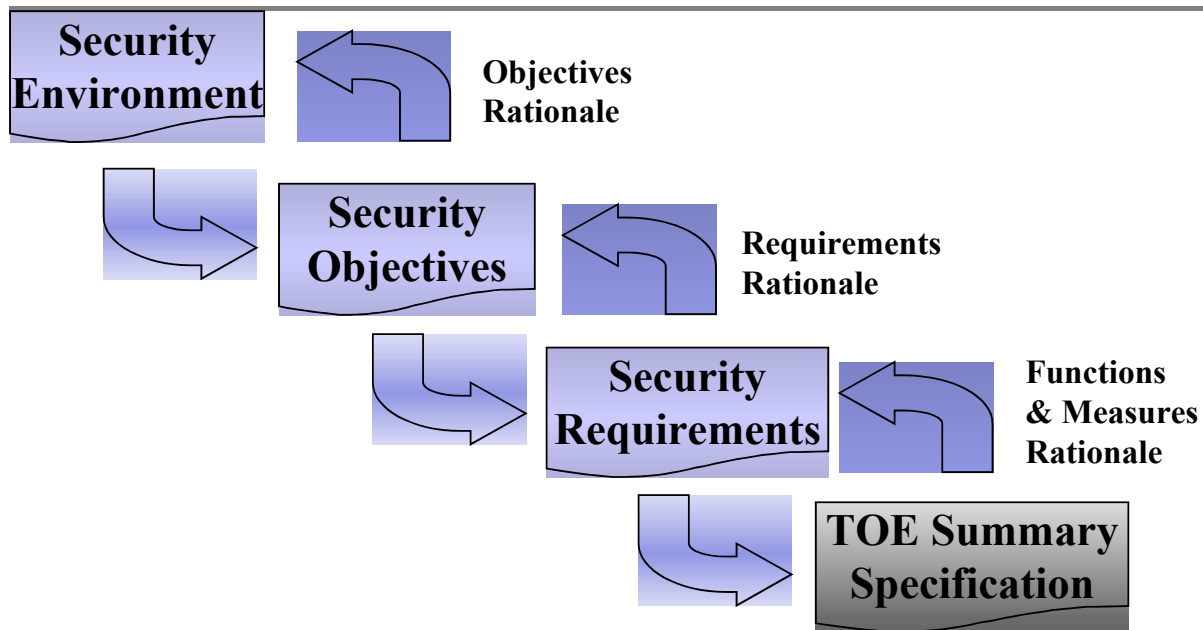 Security
Environment
Objectives
Rationale
Security
Objectives
Requirements
Rationale
Security
Requirements
Functions
& Measures
Rationale
TOE Summary
Specification